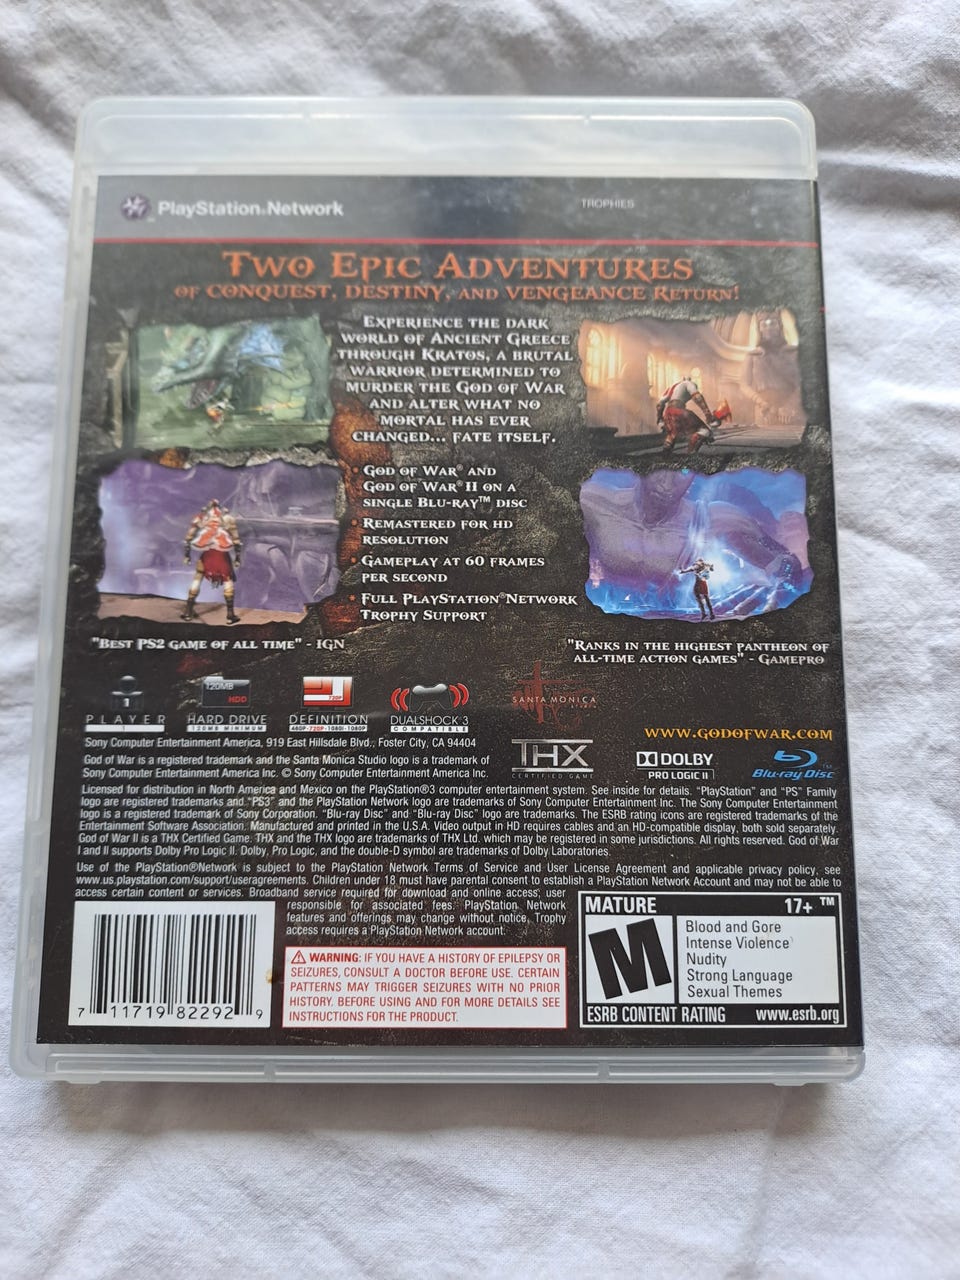 PlayStation®Network
TROPHIES
TWO EPIC ADVENTURES
OF CONQUEST, DESTINY, AND VENGEANCE RETURN!
EXPERIENCE THE DARK
WORLD OF ANCIENT GREECE
THROUGH KRATOS, A BRUTAL
WARRIOR DETERMINED TO
MURDER THE GOD OF WAR
AND ALTER WHAT NO
MORTAL HAS EVER
CHANGED... FATE ITSELF.
• GOD OF WAR® AND
GOD OF WAR® II ON A
SINGLE BLU-RAY™ DISC
• REMASTERED FOR HD
RESOLUTION
• GAMEPLAY AT 60 FRAMES
PER SECOND
• FULL PLAYSTATION®NETWORK
TROPHY SUPPORT
"BEST PS2 GAME OF ALL TIME" - IGN
"RANKS IN THE HIGHEST PANTHEON OF
ALL-TIME ACTION GAMES" - GAMEPRO
1
PLAYER
1
120MB HDD
HARD DRIVE
120MB MINIMUM
720P
DEFINITION
480P·720P·1080i·1080P
DUALSHOCK®3
COMPATIBLE
SANTA MONICA
STUDIO
WWW.GODOFWAR.COM
THX
CERTIFIED GAME
DOLBY
PRO LOGIC II
Blu-ray Disc™
Sony Computer Entertainment America, 919 East Hillsdale Blvd., Foster City, CA 94404
God of War is a registered trademark and the Santa Monica Studio logo is a trademark of
Sony Computer Entertainment America Inc. © Sony Computer Entertainment America Inc.
Licensed for distribution in North America and Mexico on the PlayStation®3 computer entertainment system. See inside for details. "PlayStation" and "PS" Family
logo are registered trademarks and "PS3" and the PlayStation Network logo are trademarks of Sony Computer Entertainment Inc. The Sony Computer Entertainment
logo is a registered trademark of Sony Corporation. "Blu-ray Disc" and "Blu-ray Disc" logo are trademarks. The ESRB rating icons are registered trademarks of the
Entertainment Software Association. Manufactured and printed in the U.S.A. Video output in HD requires cables and an HD-compatible display, both sold separately.
God of War II is a THX Certified Game. THX and the THX logo are trademarks of THX Ltd. which may be registered in some jurisdictions. All rights reserved. God of War
I and II supports Dolby Pro Logic II. Dolby, Pro Logic, and the double-D symbol are trademarks of Dolby Laboratories.
Use of the PlayStation®Network is subject to the PlayStation Network Terms of Service and User License Agreement and applicable privacy policy, see
www.us.playstation.com/support/useragreements. Children under 18 must have parental consent to establish a PlayStation Network Account and may not be able to
access certain content or services. Broadband service required for download and online access; user
responsible for associated fees. PlayStation Network
features and offerings may change without notice. Trophy
access requires a PlayStation Network account.
7 11719 82292 9
WARNING: IF YOU HAVE A HISTORY OF EPILEPSY OR
SEIZURES, CONSULT A DOCTOR BEFORE USE. CERTAIN
PATTERNS MAY TRIGGER SEIZURES WITH NO PRIOR
HISTORY. BEFORE USING AND FOR MORE DETAILS SEE
INSTRUCTIONS FOR THE PRODUCT.
MATURE 17+ ™
M
Blood and Gore
Intense Violence
Nudity
Strong Language
Sexual Themes
ESRB CONTENT RATING www.esrb.org